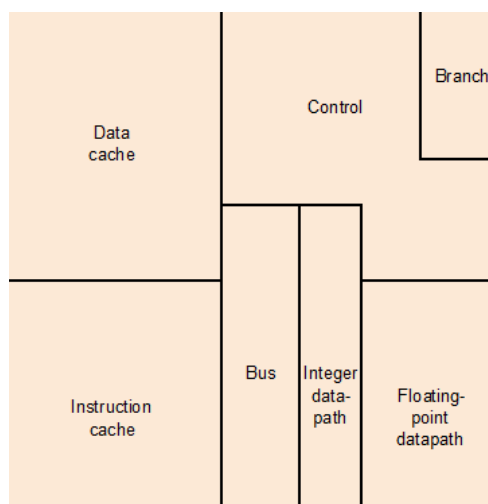 Data
cache
Control
Branch
Instruction
cache
Bus
Integer
data-
path
Floating-
point
datapath